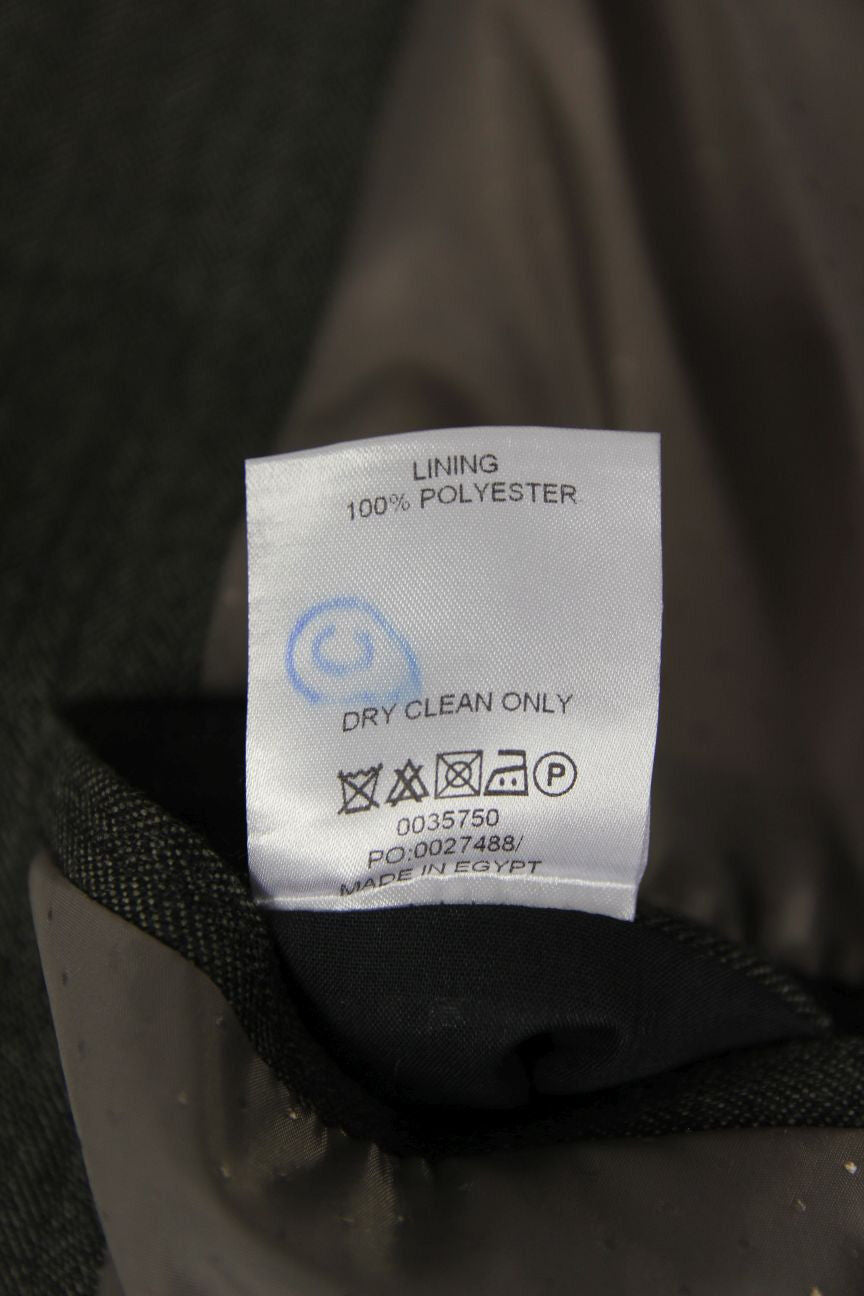 LINING
100% POLYESTER
C
DRY CLEAN ONLY
P
0035750
PO:0027488/
MADE IN EGYPT